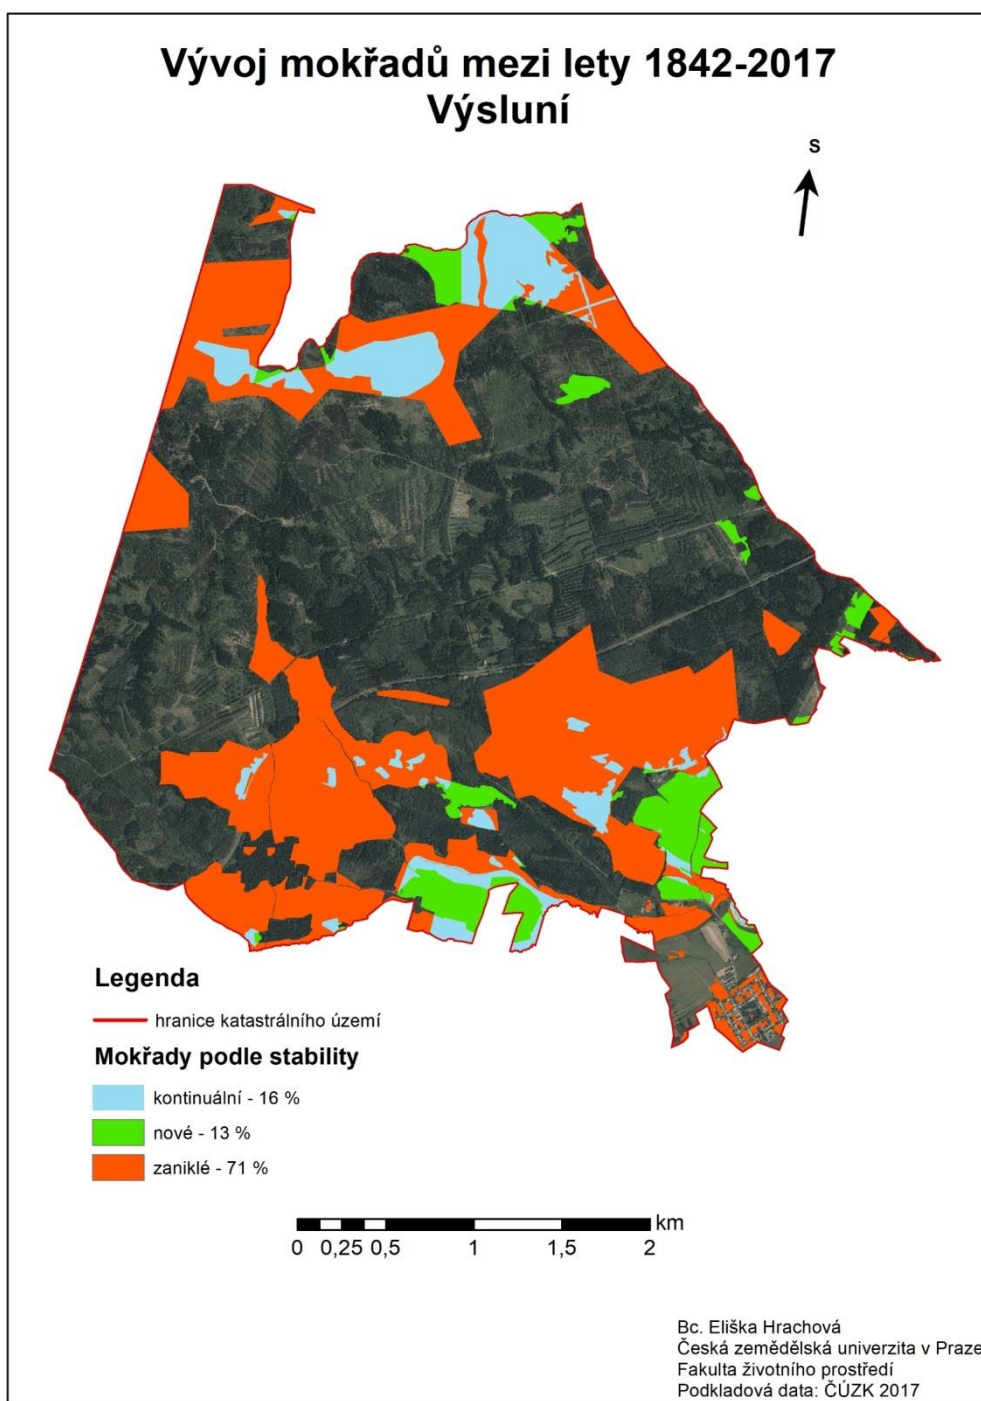 Vývoj mokřadů mezi lety 1842-2017
Výsluní
S
Legenda
hranice katastrálního území
Mokřady podle stability
kontinuální - 16 %
nové - 13 %
zaniklé - 71 %
km
0 0,25 0,5 1 1,5 2
Bc. Eliška Hrachová
Česká zemědělská univerzita v Praze
Fakulta životního prostředí
Podkladová data: ČÚZK 2017